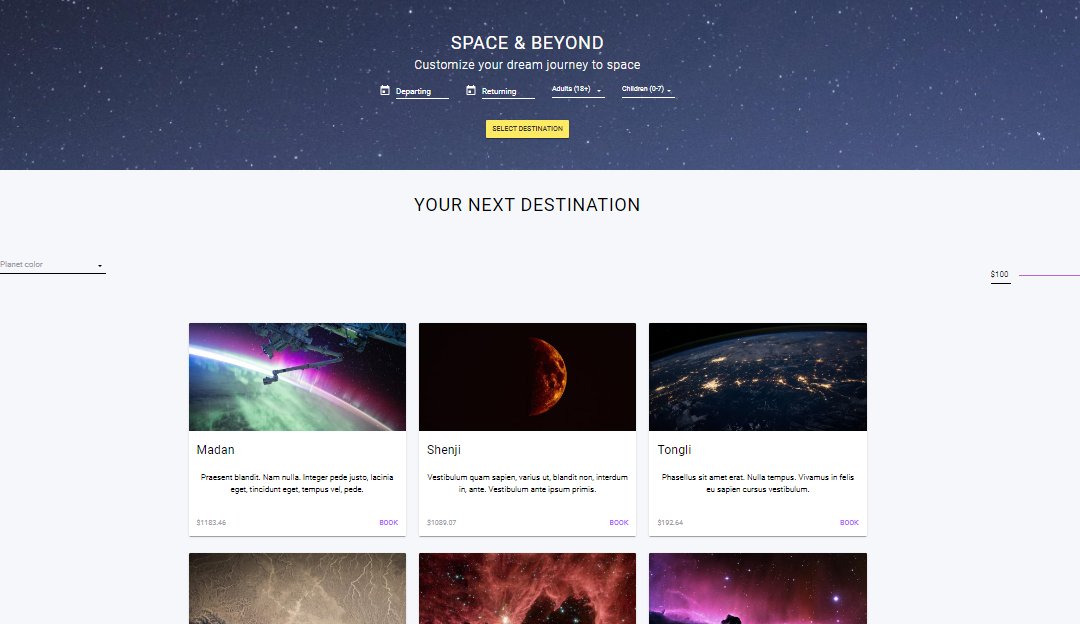 SPACE & BEYOND
Customize your dream journey to space
Departing
Returning
Adults (18+)
Children (0-7)
SELECT DESTINATION
YOUR NEXT DESTINATION
Planet color
$100
Madan
Praesent blandit. Nam nulla. Integer pede justo, lacinia
eget, tincidunt eget, tempus vel, pede.
$1183.46
BOOK
Shenji
Vestibulum quam sapien, varius ut, blandit non, interdum
in, ante. Vestibulum ante ipsum primis.
$1089.07
BOOK
Tongli
Phasellus sit amet erat. Nulla tempus. Vivamus in felis
eu sapien cursus vestibulum.
$192.64
BOOK